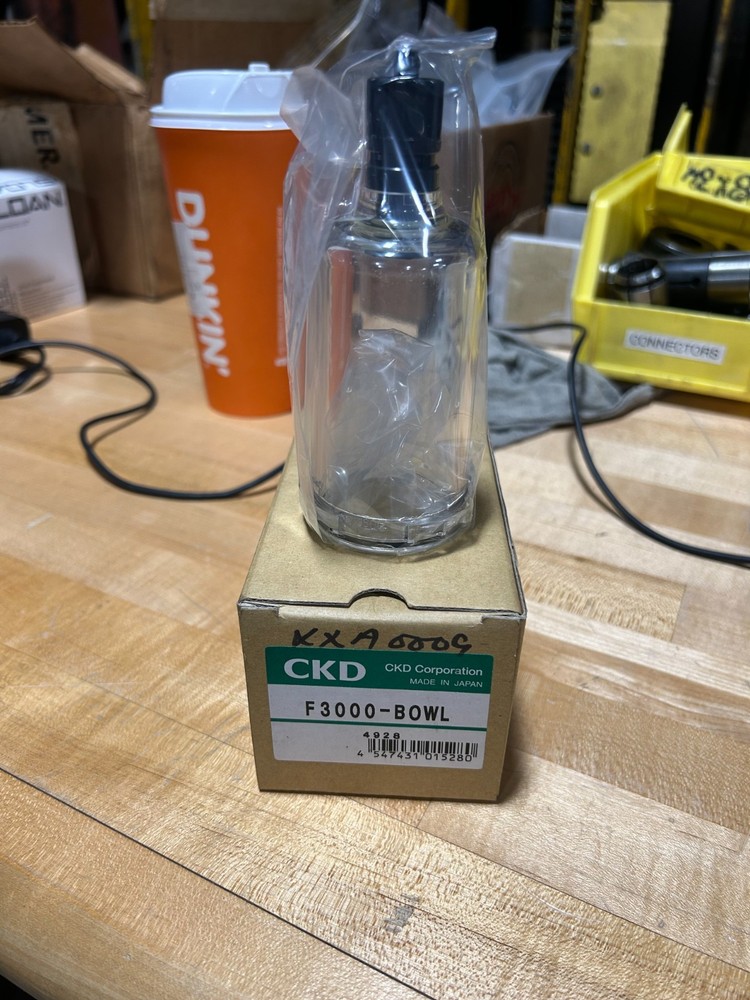 DUNKIN'
CONNECTORS
KXA0009
CKD
CKD Corporation
MADE IN JAPAN
F3000-BOWL
4928
4 547431 015280